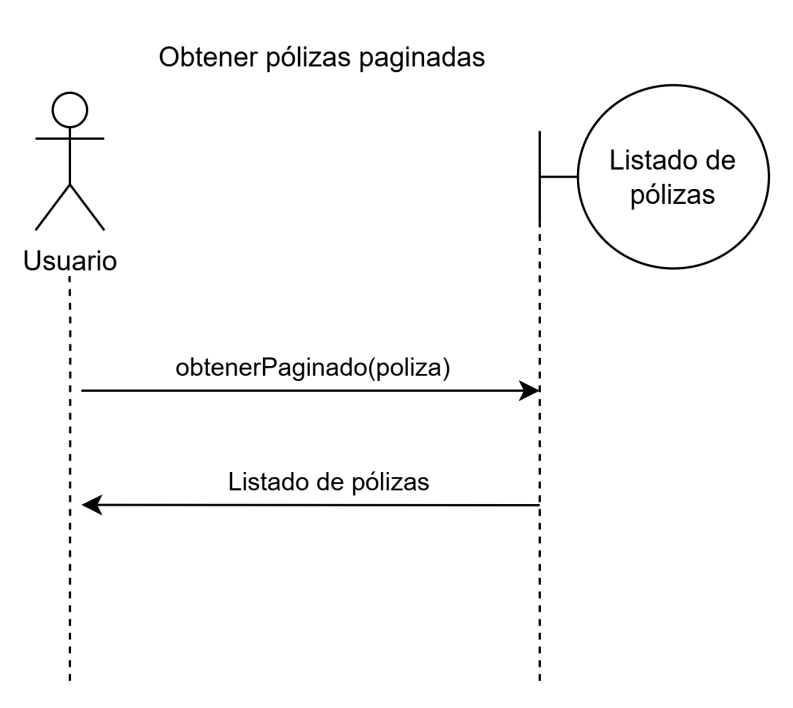 Obtener pólizas paginadas
Listado de
pólizas
Usuario
obtenerPaginado(poliza)
Listado de pólizas